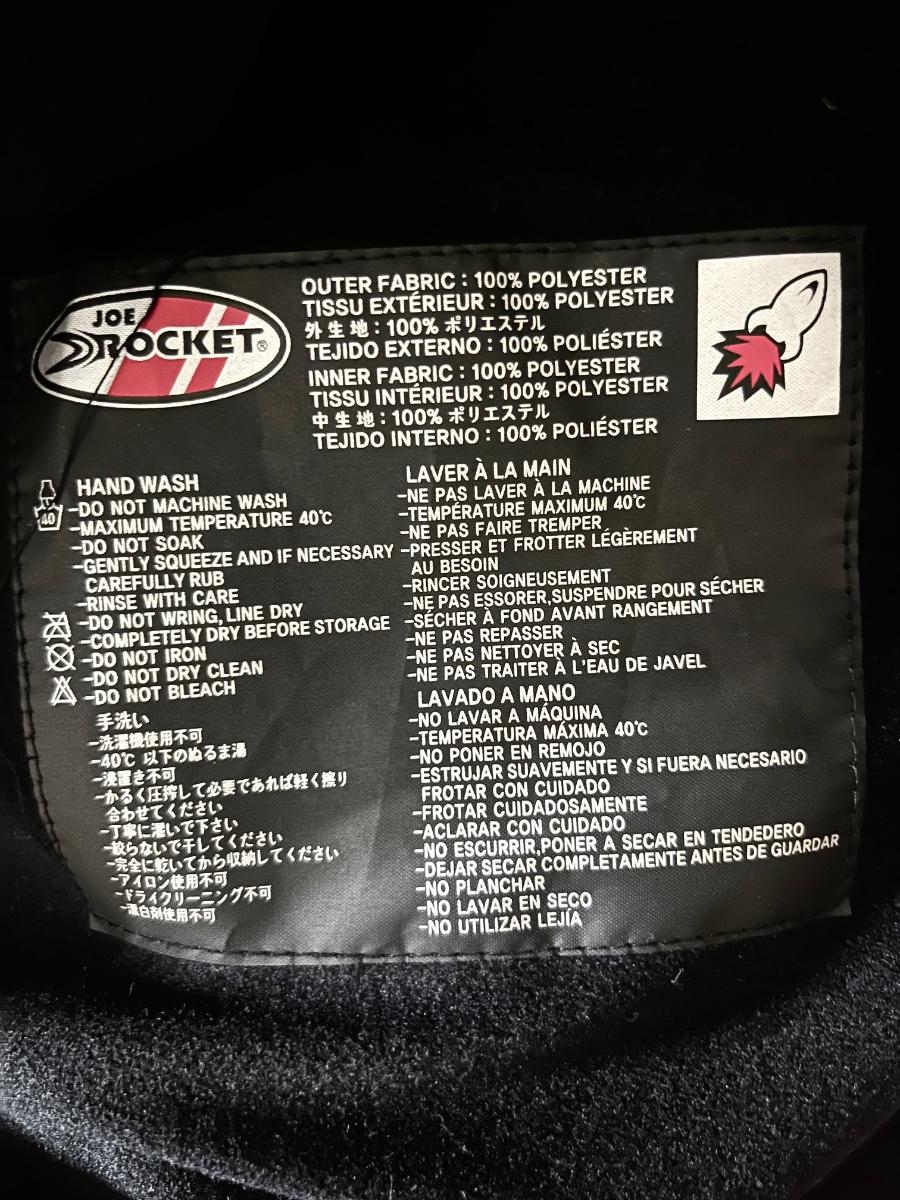 JOE
ROCKET®
OUTER FABRIC : 100% POLYESTER
TISSU EXTÉRIEUR : 100% POLYESTER
外生地 : 100% ポリエステル
TEJIDO EXTERNO : 100% POLIÉSTER
INNER FABRIC : 100% POLYESTER
TISSU INTÉRIEUR : 100% POLYESTER
中生地 : 100% ポリエステル
TEJIDO INTERNO : 100% POLIÉSTER
40
HAND WASH
-DO NOT MACHINE WASH
-MAXIMUM TEMPERATURE 40℃
-DO NOT SOAK
-GENTLY SQUEEZE AND IF NECESSARY
CAREFULLY RUB
-RINSE WITH CARE
-DO NOT WRING, LINE DRY
-COMPLETELY DRY BEFORE STORAGE
-DO NOT IRON
-DO NOT DRY CLEAN
-DO NOT BLEACH
手洗い
-洗濯機使用不可
-40℃ 以下のぬるま湯
-浸置き不可
-かるく圧搾して必要であれば軽く擦り
合わせてください
-丁寧に濯いで下さい
-絞らないで干してください
-完全に乾いてから収納してください
-アイロン使用不可
-ドライクリーニング不可
-漂白剤使用不可
LAVER À LA MAIN
-NE PAS LAVER À LA MACHINE
-TEMPÉRATURE MAXIMUM 40℃
-NE PAS FAIRE TREMPER
-PRESSER ET FROTTER LÉGÈREMENT
AU BESOIN
-RINCER SOIGNEUSEMENT
-NE PAS ESSORER,SUSPENDRE POUR SÉCHER
-SÉCHER À FOND AVANT RANGEMENT
-NE PAS REPASSER
-NE PAS NETTOYER À SEC
-NE PAS TRAITER À L'EAU DE JAVEL
LAVADO A MANO
-NO LAVAR A MÁQUINA
-TEMPERATURA MÁXIMA 40℃
-NO PONER EN REMOJO
-ESTRUJAR SUAVEMENTE Y SI FUERA NECESARIO
FROTAR CON CUIDADO
-FROTAR CUIDADOSAMENTE
-ACLARAR CON CUIDADO
-NO ESCURRIR,PONER A SECAR EN TENDEDERO
-DEJAR SECAR COMPLETAMENTE ANTES DE GUARDAR
-NO PLANCHAR
-NO LAVAR EN SECO
-NO UTILIZAR LEJÍA